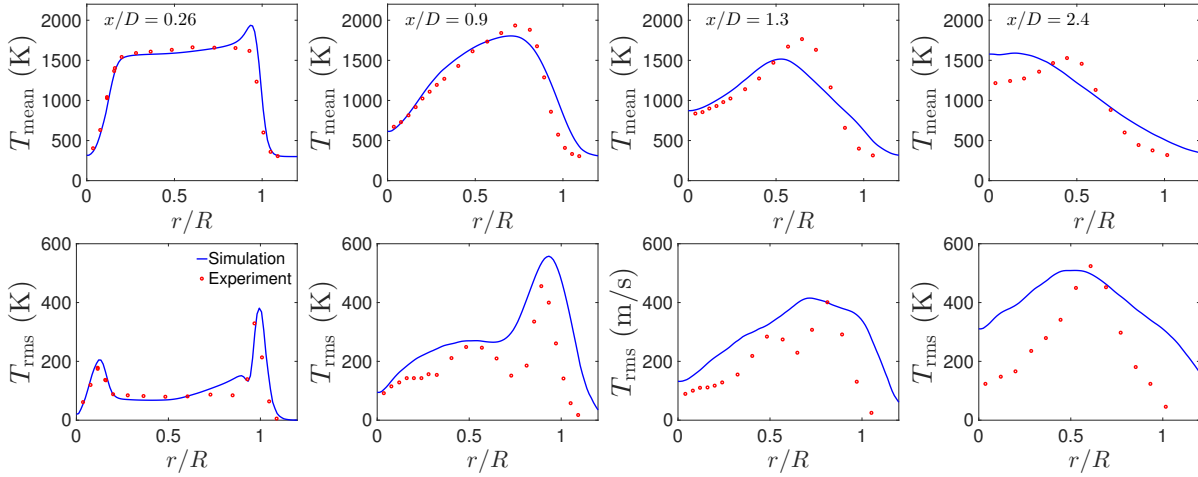 x/D = 0.26
x/D = 0.9
x/D = 1.3
x/D = 2.4
T_mean (K)
2000
1500
1000
500
0
0 0.5 1
r/R
T_mean (K)
2000
1500
1000
500
0
0 0.5 1
r/R
T_mean (K)
2000
1500
1000
500
0
0 0.5 1
r/R
T_mean (K)
2000
1500
1000
500
0
0 0.5 1
r/R
T_rms (K)
600
400
200
0
Simulation
Experiment
0 0.5 1
r/R
T_rms (K)
600
400
200
0
0 0.5 1
r/R
T_rms (m/s)
600
400
200
0
0 0.5 1
r/R
T_rms (K)
600
400
200
0
0 0.5 1
r/R